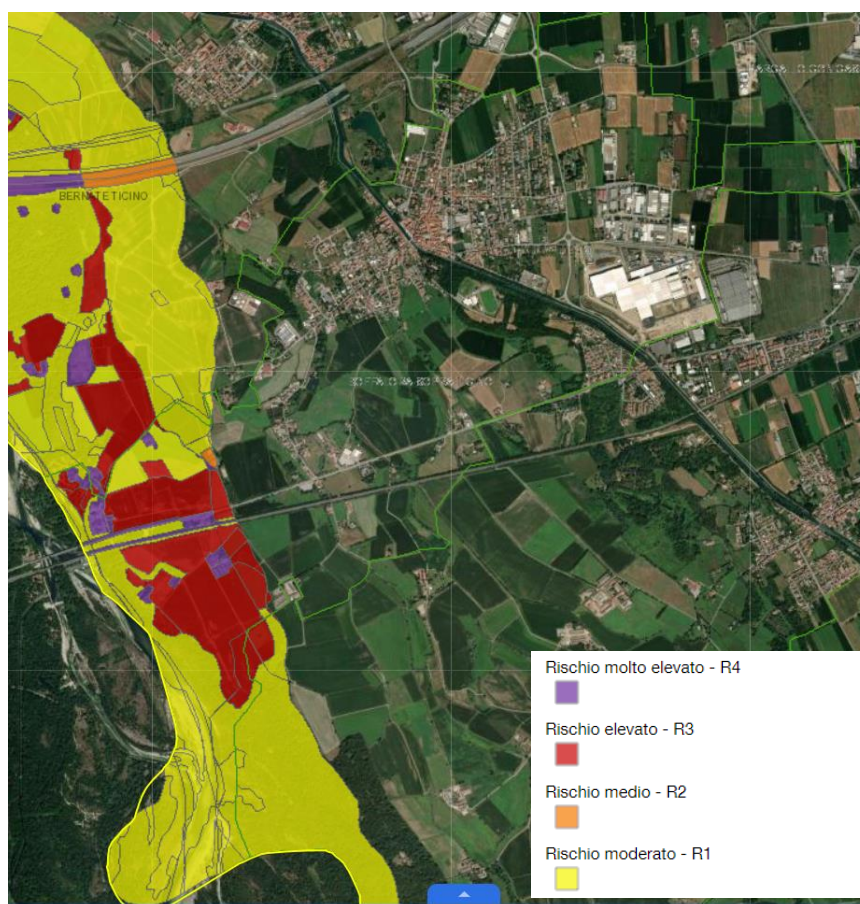 BERNATE TICINO
Rischio molto elevato - R4
Rischio elevato - R3
Rischio medio - R2
Rischio moderato - R1